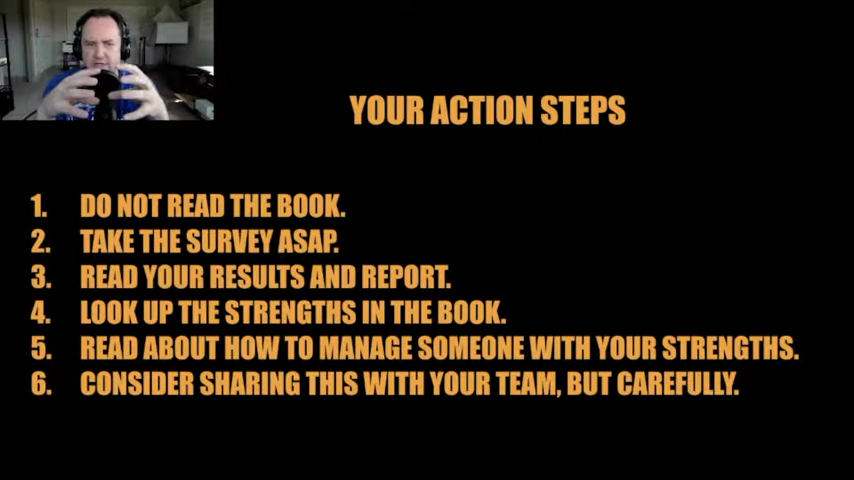 YOUR ACTION STEPS
1. DO NOT READ THE BOOK.
2. TAKE THE SURVEY ASAP.
3. READ YOUR RESULTS AND REPORT.
4. LOOK UP THE STRENGTHS IN THE BOOK.
5. READ ABOUT HOW TO MANAGE SOMEONE WITH YOUR STRENGTHS.
6. CONSIDER SHARING THIS WITH YOUR TEAM, BUT CAREFULLY.